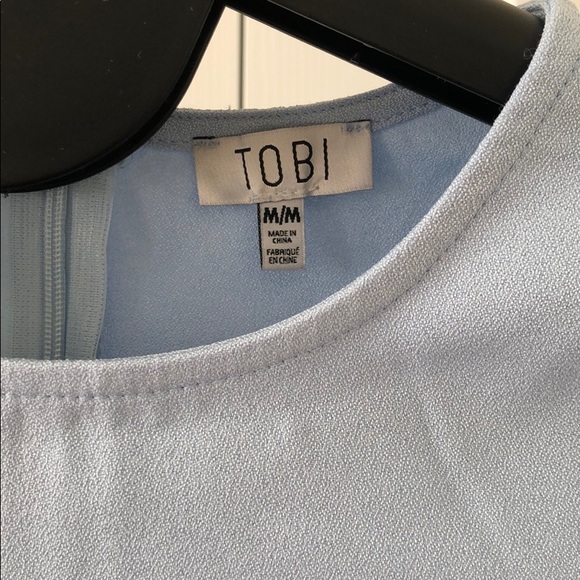 TOBI
M/M
MADE IN
CHINA
FABRIQUÉ
EN CHINE